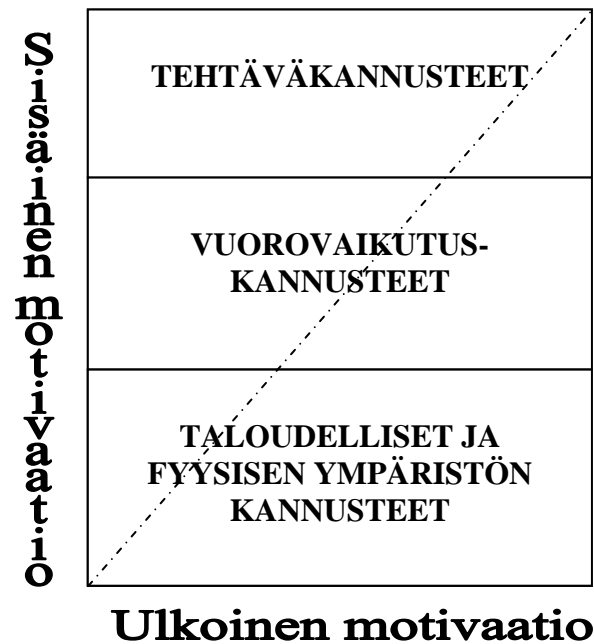 Sisäinen motivaatio
TEHTÄVÄKANNUSTEET
VUOROVAIKUTUS-
KANNUSTEET
TALOUDELLISET JA
FYYSISEN YMPÄRISTÖN
KANNUSTEET
Ulkoinen motivaatio